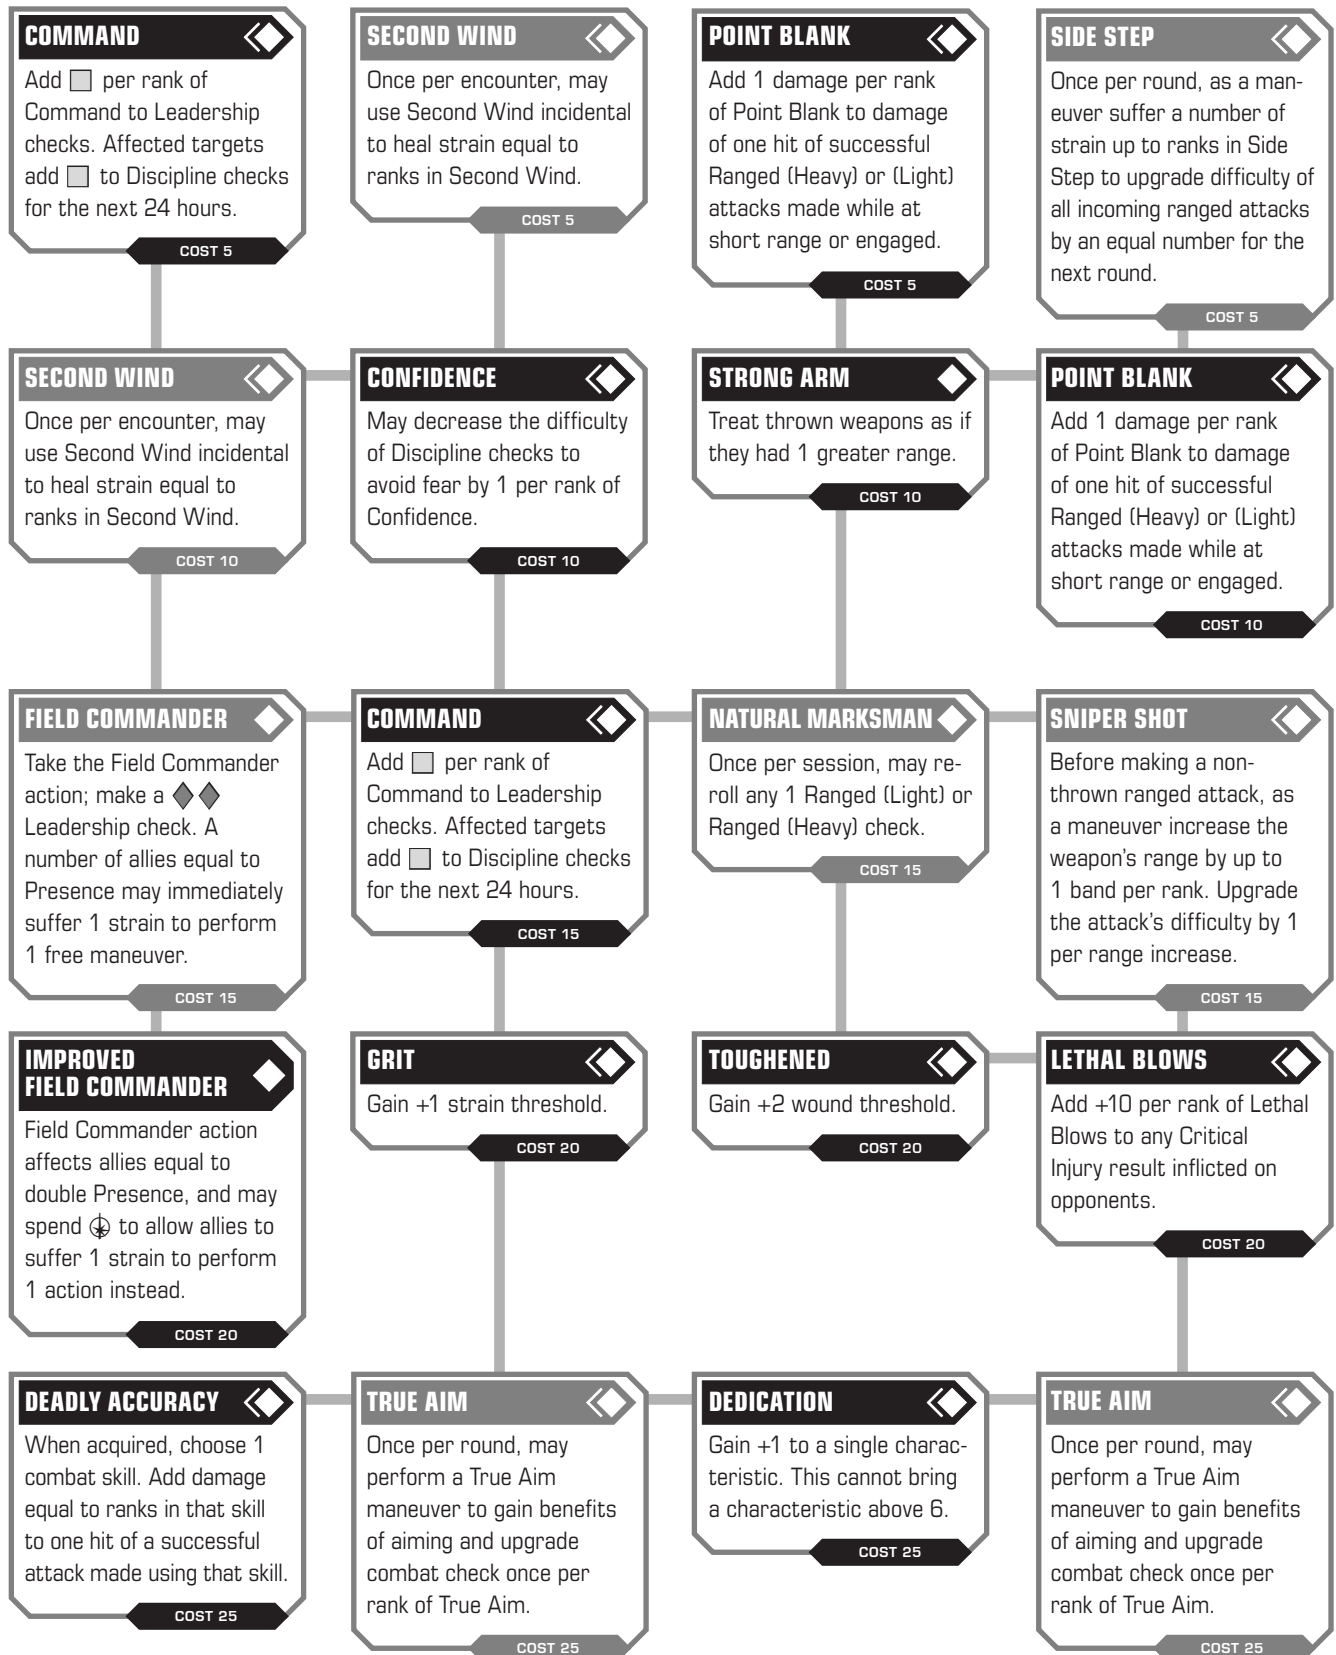 COMMAND
Add per rank of
Command to Leadership
checks. Affected targets
add to Discipline checks
for the next 24 hours.
COST 5
SECOND WIND
Once per encounter, may
use Second Wind incidental
to heal strain equal to
ranks in Second Wind.
COST 5
POINT BLANK
Add 1 damage per rank
of Point Blank to damage
of one hit of successful
Ranged (Heavy) or (Light)
attacks made while at
short range or engaged.
COST 5
SIDE STEP
Once per round, as a man-
euver suffer a number of
strain up to ranks in Side
Step to upgrade difficulty of
all incoming ranged attacks
by an equal number for the
next round.
COST 5
SECOND WIND
Once per encounter, may
use Second Wind incidental
to heal strain equal to
ranks in Second Wind.
COST 10
CONFIDENCE
May decrease the difficulty
of Discipline checks to
avoid fear by 1 per rank of
Confidence.
COST 10
STRONG ARM
Treat thrown weapons as if
they had 1 greater range.
COST 10
POINT BLANK
Add 1 damage per rank
of Point Blank to damage
of one hit of successful
Ranged (Heavy) or (Light)
attacks made while at
short range or engaged.
COST 10
FIELD COMMANDER
Take the Field Commander
action; make a
Leadership check. A
number of allies equal to
Presence may immediately
suffer 1 strain to perform
1 free maneuver.
COST 15
COMMAND
Add per rank of
Command to Leadership
checks. Affected targets
add to Discipline checks
for the next 24 hours.
COST 15
NATURAL MARKSMAN
Once per session, may re-
roll any 1 Ranged (Light) or
Ranged (Heavy) check.
COST 15
SNIPER SHOT
Before making a non-
thrown ranged attack, as
a maneuver increase the
weapon's range by up to
1 band per rank. Upgrade
the attack's difficulty by 1
per range increase.
COST 15
IMPROVED
FIELD COMMANDER
Field Commander action
affects allies equal to
double Presence, and may
spend to allow allies to
suffer 1 strain to perform
1 action instead.
COST 20
GRIT
Gain +1 strain threshold.
COST 20
TOUGHENED
Gain +2 wound threshold.
COST 20
LETHAL BLOWS
Add +10 per rank of Lethal
Blows to any Critical
Injury result inflicted on
opponents.
COST 20
DEADLY ACCURACY
When acquired, choose 1
combat skill. Add damage
equal to ranks in that skill
to one hit of a successful
attack made using that skill.
COST 25
TRUE AIM
Once per round, may
perform a True Aim
maneuver to gain benefits
of aiming and upgrade
combat check once per
rank of True Aim.
COST 25
DEDICATION
Gain +1 to a single charac-
teristic. This cannot bring
a characteristic above 6.
COST 25
TRUE AIM
Once per round, may
perform a True Aim
maneuver to gain benefits
of aiming and upgrade
combat check once per
rank of True Aim.
COST 25